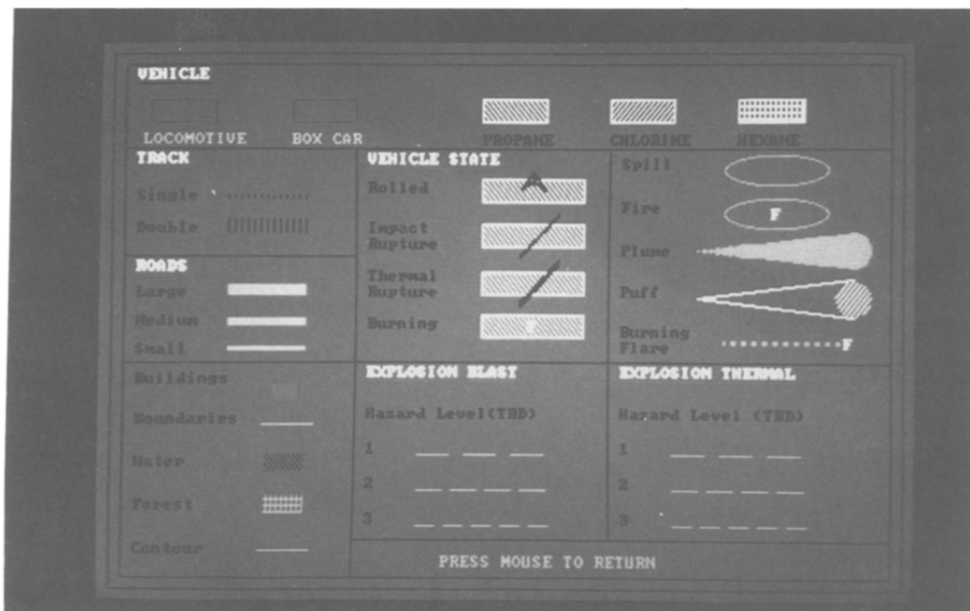 VEHICLE
LOCOMOTIVE BOX CAR PROPANE CHLORINE HEXANE
TRACK
Single
Double
ROADS
Large
Medium
Small
Buildings
Boundaries
Water
Forest
Contour
VEHICLE STATE
Rolled
Impact
Rupture
Thermal
Rupture
Burning
F
Spill
Fire
F
Plume
Puff
Burning
Flare
F
EXPLOSION BLAST
Hazard Level(TBD)
1
2
3
EXPLOSION THERMAL
Hazard Level (TBD)
1
2
3
PRESS MOUSE TO RETURN